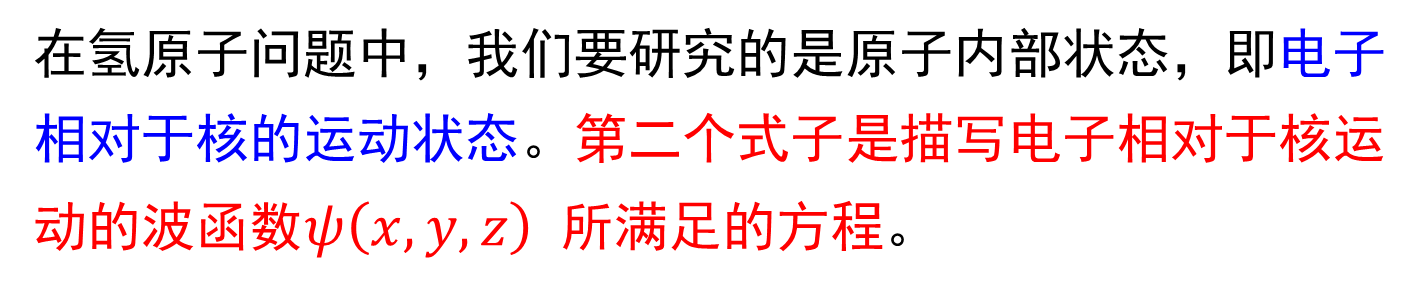 在氢原子问题中，我们要研究的是原子内部状态，即电子
相对于核的运动状态。第二个式子是描写电子相对于核运
动的波函数ψ(x, y, z) 所满足的方程。